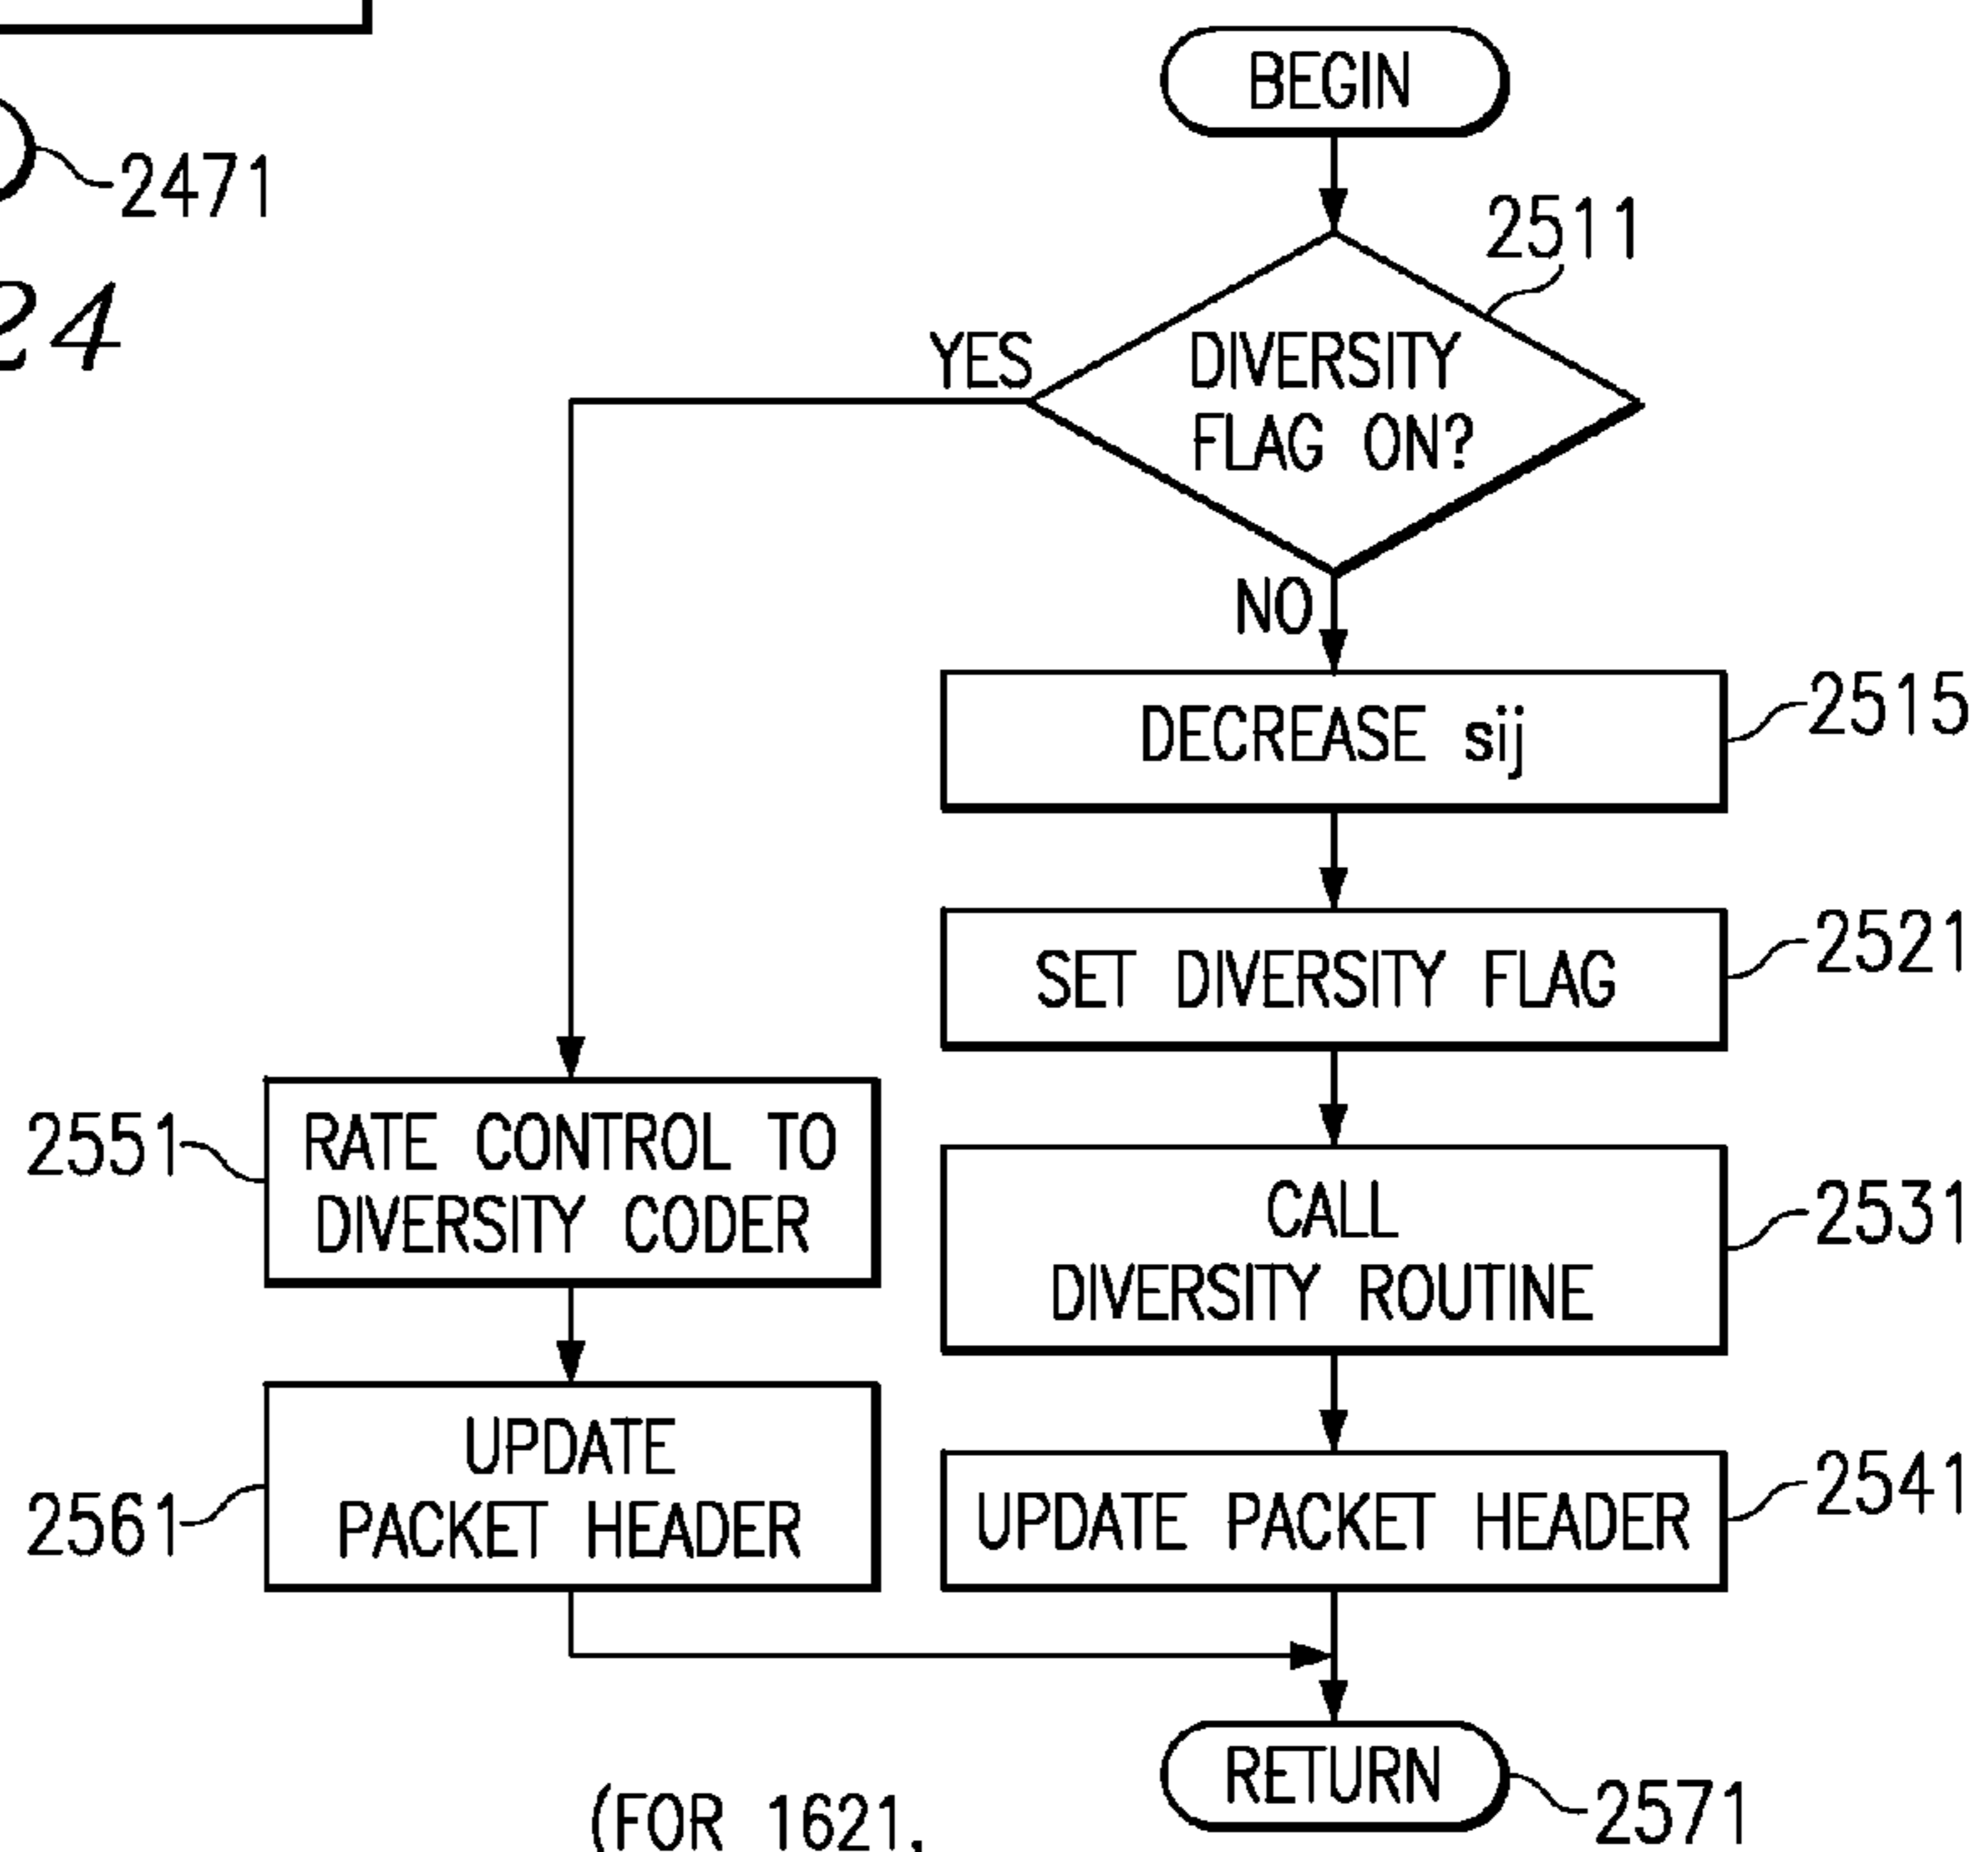 BEGIN
2471
2511
24
YES
DIVERSITY
FLAG ON?
NO
2515
DECREASE sij
2521
SET DIVERSITY FLAG
2551
RATE CONTROL TO
DIVERSITY CODER
2531
CALL
DIVERSITY ROUTINE
2561
UPDATE
PACKET HEADER
2541
UPDATE PACKET HEADER
RETURN
2571
(FOR 1621,